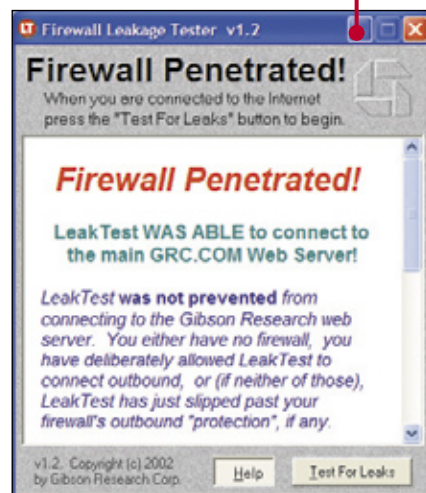 Firewall Leakage Tester v1.2
Firewall Penetrated!
When you are connected to the Internet
press the "Test For Leaks" button to begin.
Firewall Penetrated!
LeakTest WAS ABLE to connect to
the main GRC.COM Web Server!
LeakTest was not prevented from
connecting to the Gibson Research web
server. You either have no firewall, you
have deliberately allowed LeakTest to
connect outbound, or (if neither of those),
LeakTest has just slipped past your
firewall's outbound "protection", if any.
v1.2. Copyright (c) 2002
by Gibson Research Corp.
Help
Test For Leaks
LT